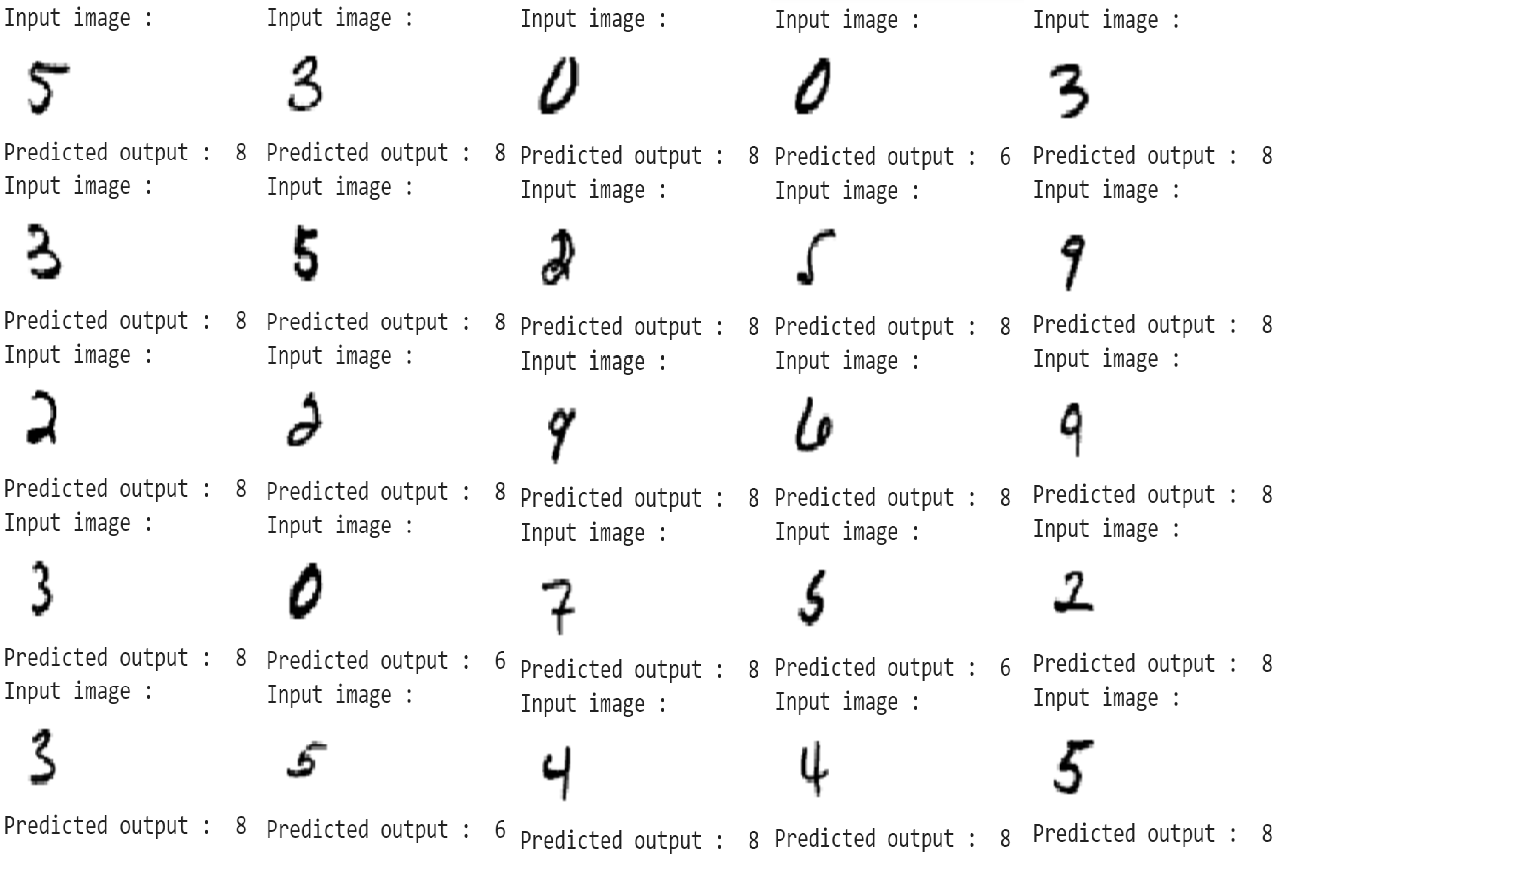 Input image : Input image : Input image : Input image : Input image :
5 3 0 0 3
Predicted output : 8 Predicted output : 8 Predicted output : 8 Predicted output : 6 Predicted output : 8
Input image : Input image : Input image : Input image : Input image :
3 5 2 5 9
Predicted output : 8 Predicted output : 8 Predicted output : 8 Predicted output : 8 Predicted output : 8
Input image : Input image : Input image : Input image : Input image :
2 2 9 6 9
Predicted output : 8 Predicted output : 8 Predicted output : 8 Predicted output : 8 Predicted output : 8
Input image : Input image : Input image : Input image : Input image :
3 0 7 5 2
Predicted output : 8 Predicted output : 6 Predicted output : 8 Predicted output : 6 Predicted output : 8
Input image : Input image : Input image : Input image : Input image :
3 5 4 4 5
Predicted output : 8 Predicted output : 6 Predicted output : 8 Predicted output : 8 Predicted output : 8